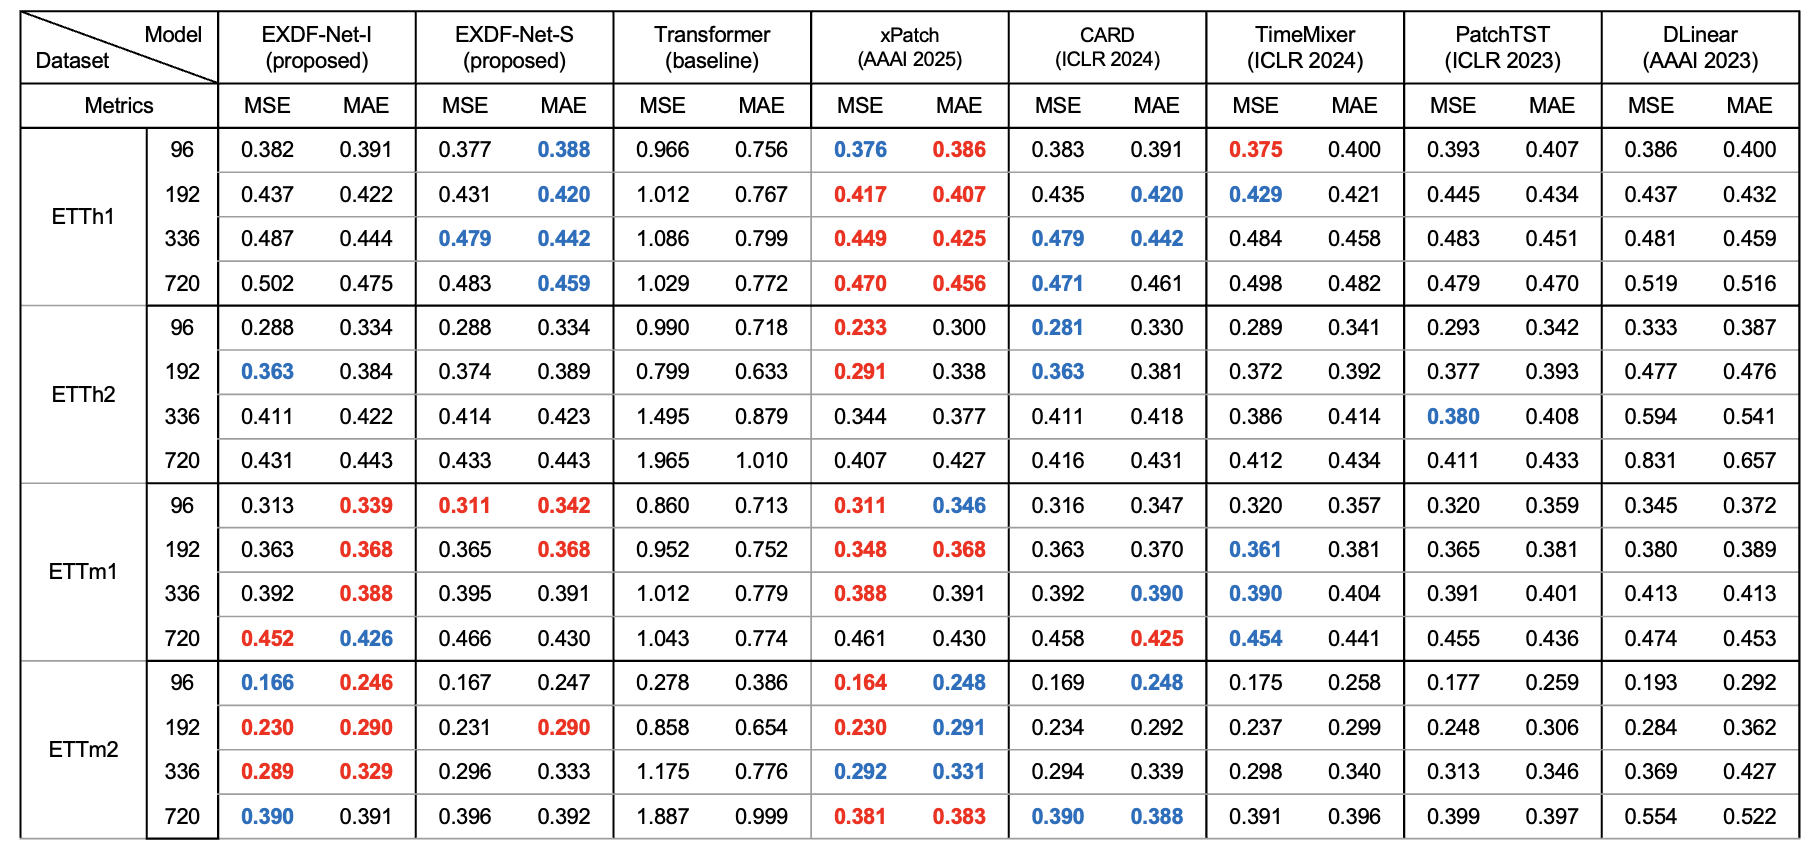 Model EXDF-Net-I EXDF-Net-S Transformer xPatch CARD TimeMixer PatchTST DLinear
Dataset (proposed) (proposed) (baseline) (AAAI 2025) (ICLR 2024) (ICLR 2024) (ICLR 2023) (AAAI 2023)
Metrics MSE MAE MSE MAE MSE MAE MSE MAE MSE MAE MSE MAE MSE MAE MSE MAE
ETTh1
96 0.382 0.391 0.377 0.388 0.966 0.756 0.376 0.386 0.383 0.391 0.375 0.400 0.393 0.407 0.386 0.400
192 0.437 0.422 0.431 0.420 1.012 0.767 0.417 0.407 0.435 0.420 0.429 0.421 0.445 0.434 0.437 0.432
336 0.487 0.444 0.479 0.442 1.086 0.799 0.449 0.425 0.479 0.442 0.484 0.458 0.483 0.451 0.481 0.459
720 0.502 0.475 0.483 0.459 1.029 0.772 0.470 0.456 0.471 0.461 0.498 0.482 0.479 0.470 0.519 0.516
ETTh2
96 0.288 0.334 0.288 0.334 0.990 0.718 0.233 0.300 0.281 0.330 0.289 0.341 0.293 0.342 0.333 0.387
192 0.363 0.384 0.374 0.389 0.799 0.633 0.291 0.338 0.363 0.381 0.372 0.392 0.377 0.393 0.477 0.476
336 0.411 0.422 0.414 0.423 1.495 0.879 0.344 0.377 0.411 0.418 0.386 0.414 0.380 0.408 0.594 0.541
720 0.431 0.443 0.433 0.443 1.965 1.010 0.407 0.427 0.416 0.431 0.412 0.434 0.411 0.433 0.831 0.657
ETTm1
96 0.313 0.339 0.311 0.342 0.860 0.713 0.311 0.346 0.316 0.347 0.320 0.357 0.320 0.359 0.345 0.372
192 0.363 0.368 0.365 0.368 0.952 0.752 0.348 0.368 0.363 0.370 0.361 0.381 0.365 0.381 0.380 0.389
336 0.392 0.388 0.395 0.391 1.012 0.779 0.388 0.391 0.392 0.390 0.390 0.404 0.391 0.401 0.413 0.413
720 0.452 0.426 0.466 0.430 1.043 0.774 0.461 0.430 0.458 0.425 0.454 0.441 0.455 0.436 0.474 0.453
ETTm2
96 0.166 0.246 0.167 0.247 0.278 0.386 0.164 0.248 0.169 0.248 0.175 0.258 0.177 0.259 0.193 0.292
192 0.230 0.290 0.231 0.290 0.858 0.654 0.230 0.291 0.234 0.292 0.237 0.299 0.248 0.306 0.284 0.362
336 0.289 0.329 0.296 0.333 1.175 0.776 0.292 0.331 0.294 0.339 0.298 0.340 0.313 0.346 0.369 0.427
720 0.390 0.391 0.396 0.392 1.887 0.999 0.381 0.383 0.390 0.388 0.391 0.396 0.399 0.397 0.554 0.522